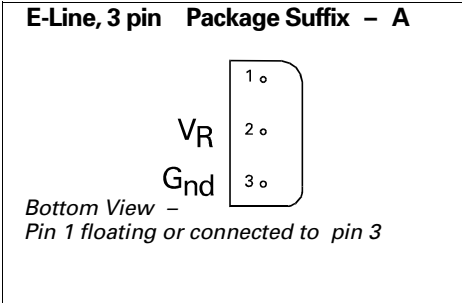 E-Line, 3 pin Package Suffix – A
1
VR 2
Gnd 3
Bottom View –
Pin 1 floating or connected to pin 3